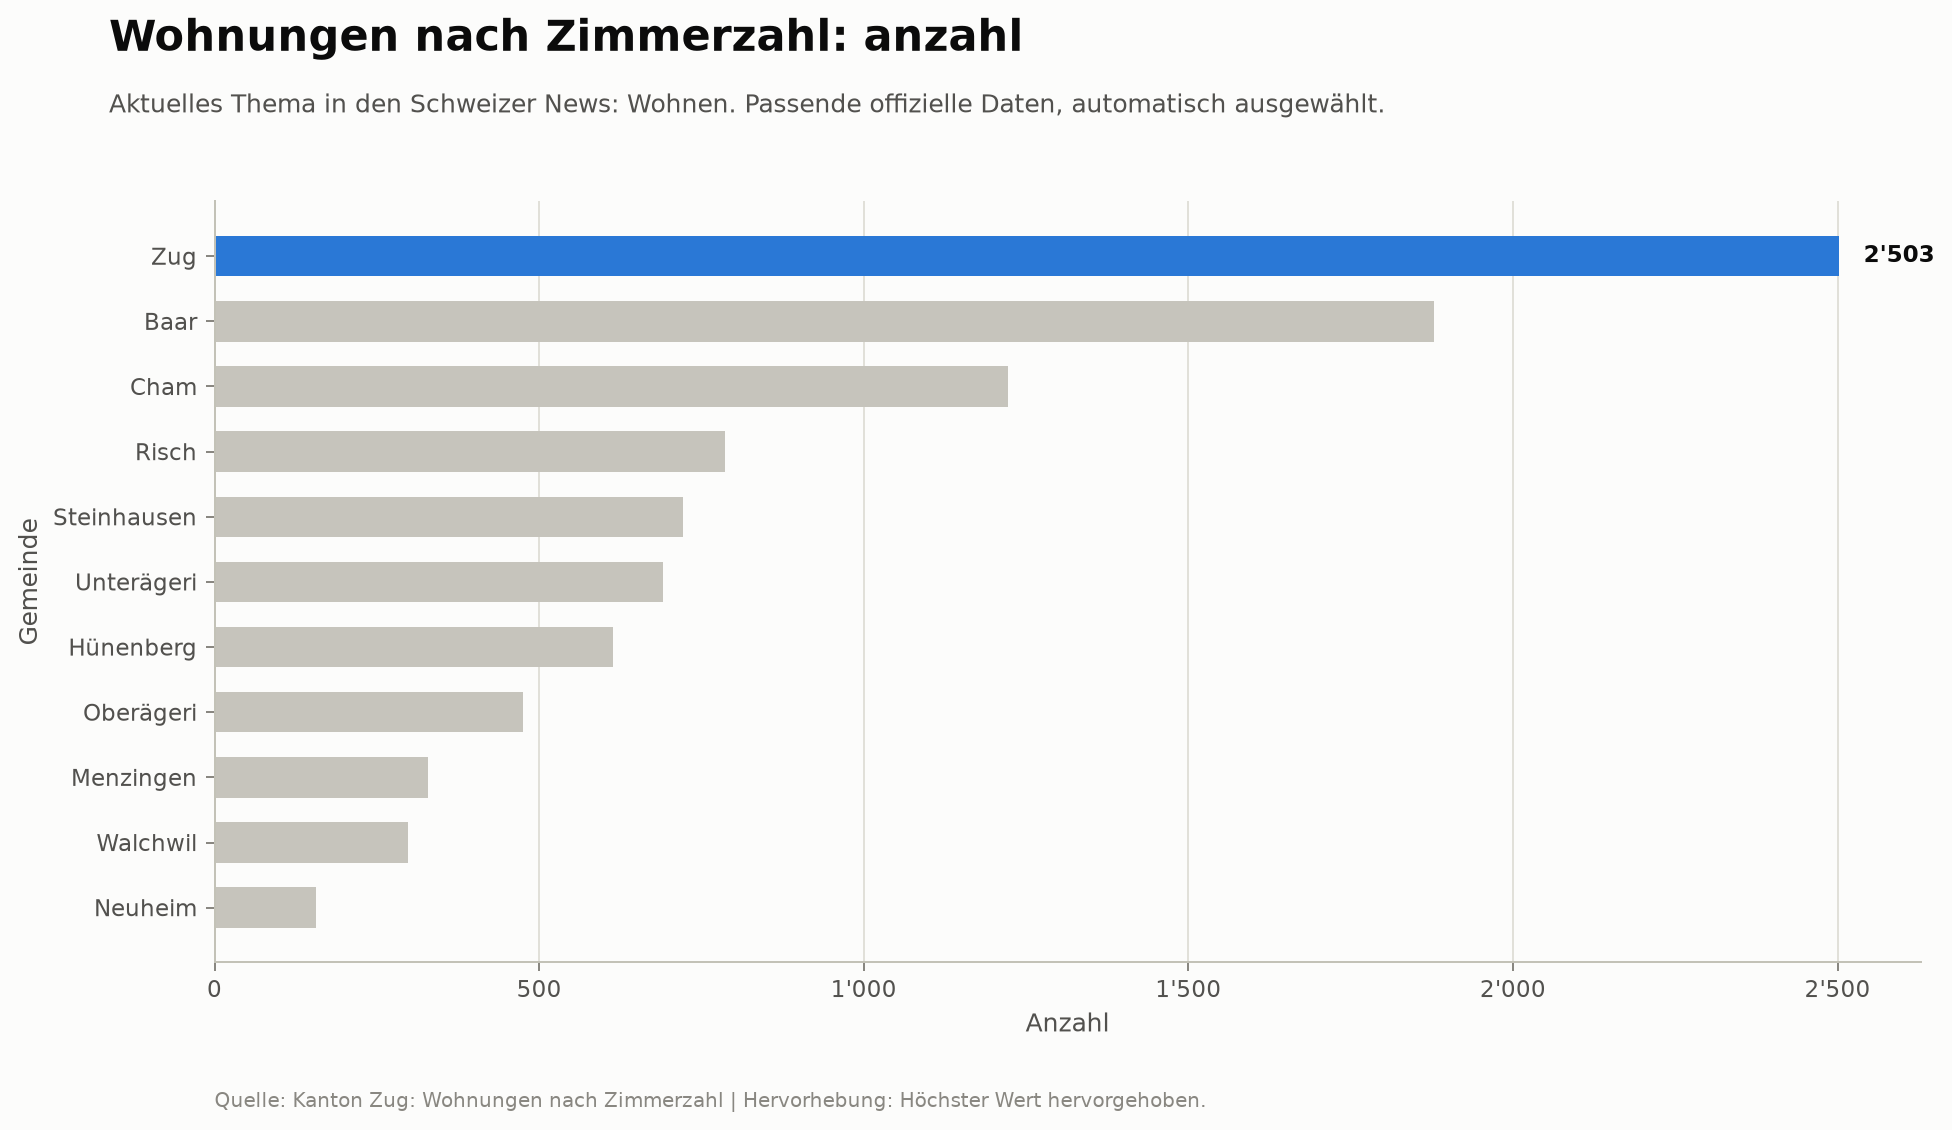 Wohnungen nach Zimmerzahl: anzahl
Aktuelles Thema in den Schweizer News: Wohnen. Passende offizielle Daten, automatisch ausgewählt.
Zug
2'503
Baar
Cham
Risch
Steinhausen
Unterägeri
Hünenberg
Oberägeri
Menzingen
Walchwil
Neuheim
Gemeinde
0 500 1'000 1'500 2'000 2'500
Anzahl
Quelle: Kanton Zug: Wohnungen nach Zimmerzahl | Hervorhebung: Höchster Wert hervorgehoben.